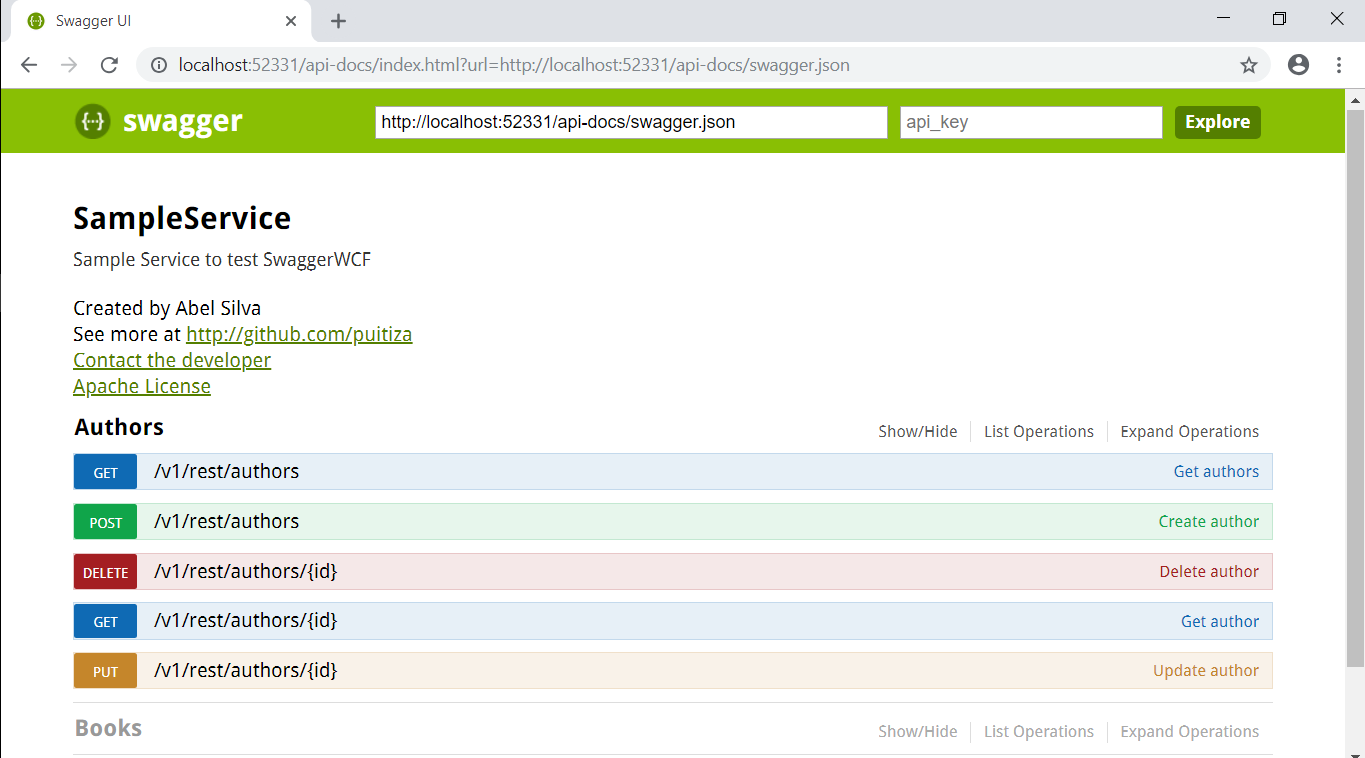 Swagger UI
localhost:52331/api-docs/index.html?url=http://localhost:52331/api-docs/swagger.json
{···} swagger http://localhost:52331/api-docs/swagger.json api_key Explore
SampleService
Sample Service to test SwaggerWCF
Created by Abel Silva
See more at http://github.com/puitiza
Contact the developer
Apache License
Authors Show/Hide List Operations Expand Operations
GET /v1/rest/authors Get authors
POST /v1/rest/authors Create author
DELETE /v1/rest/authors/{id} Delete author
GET /v1/rest/authors/{id} Get author
PUT /v1/rest/authors/{id} Update author
Books Show/Hide List Operations Expand Operations